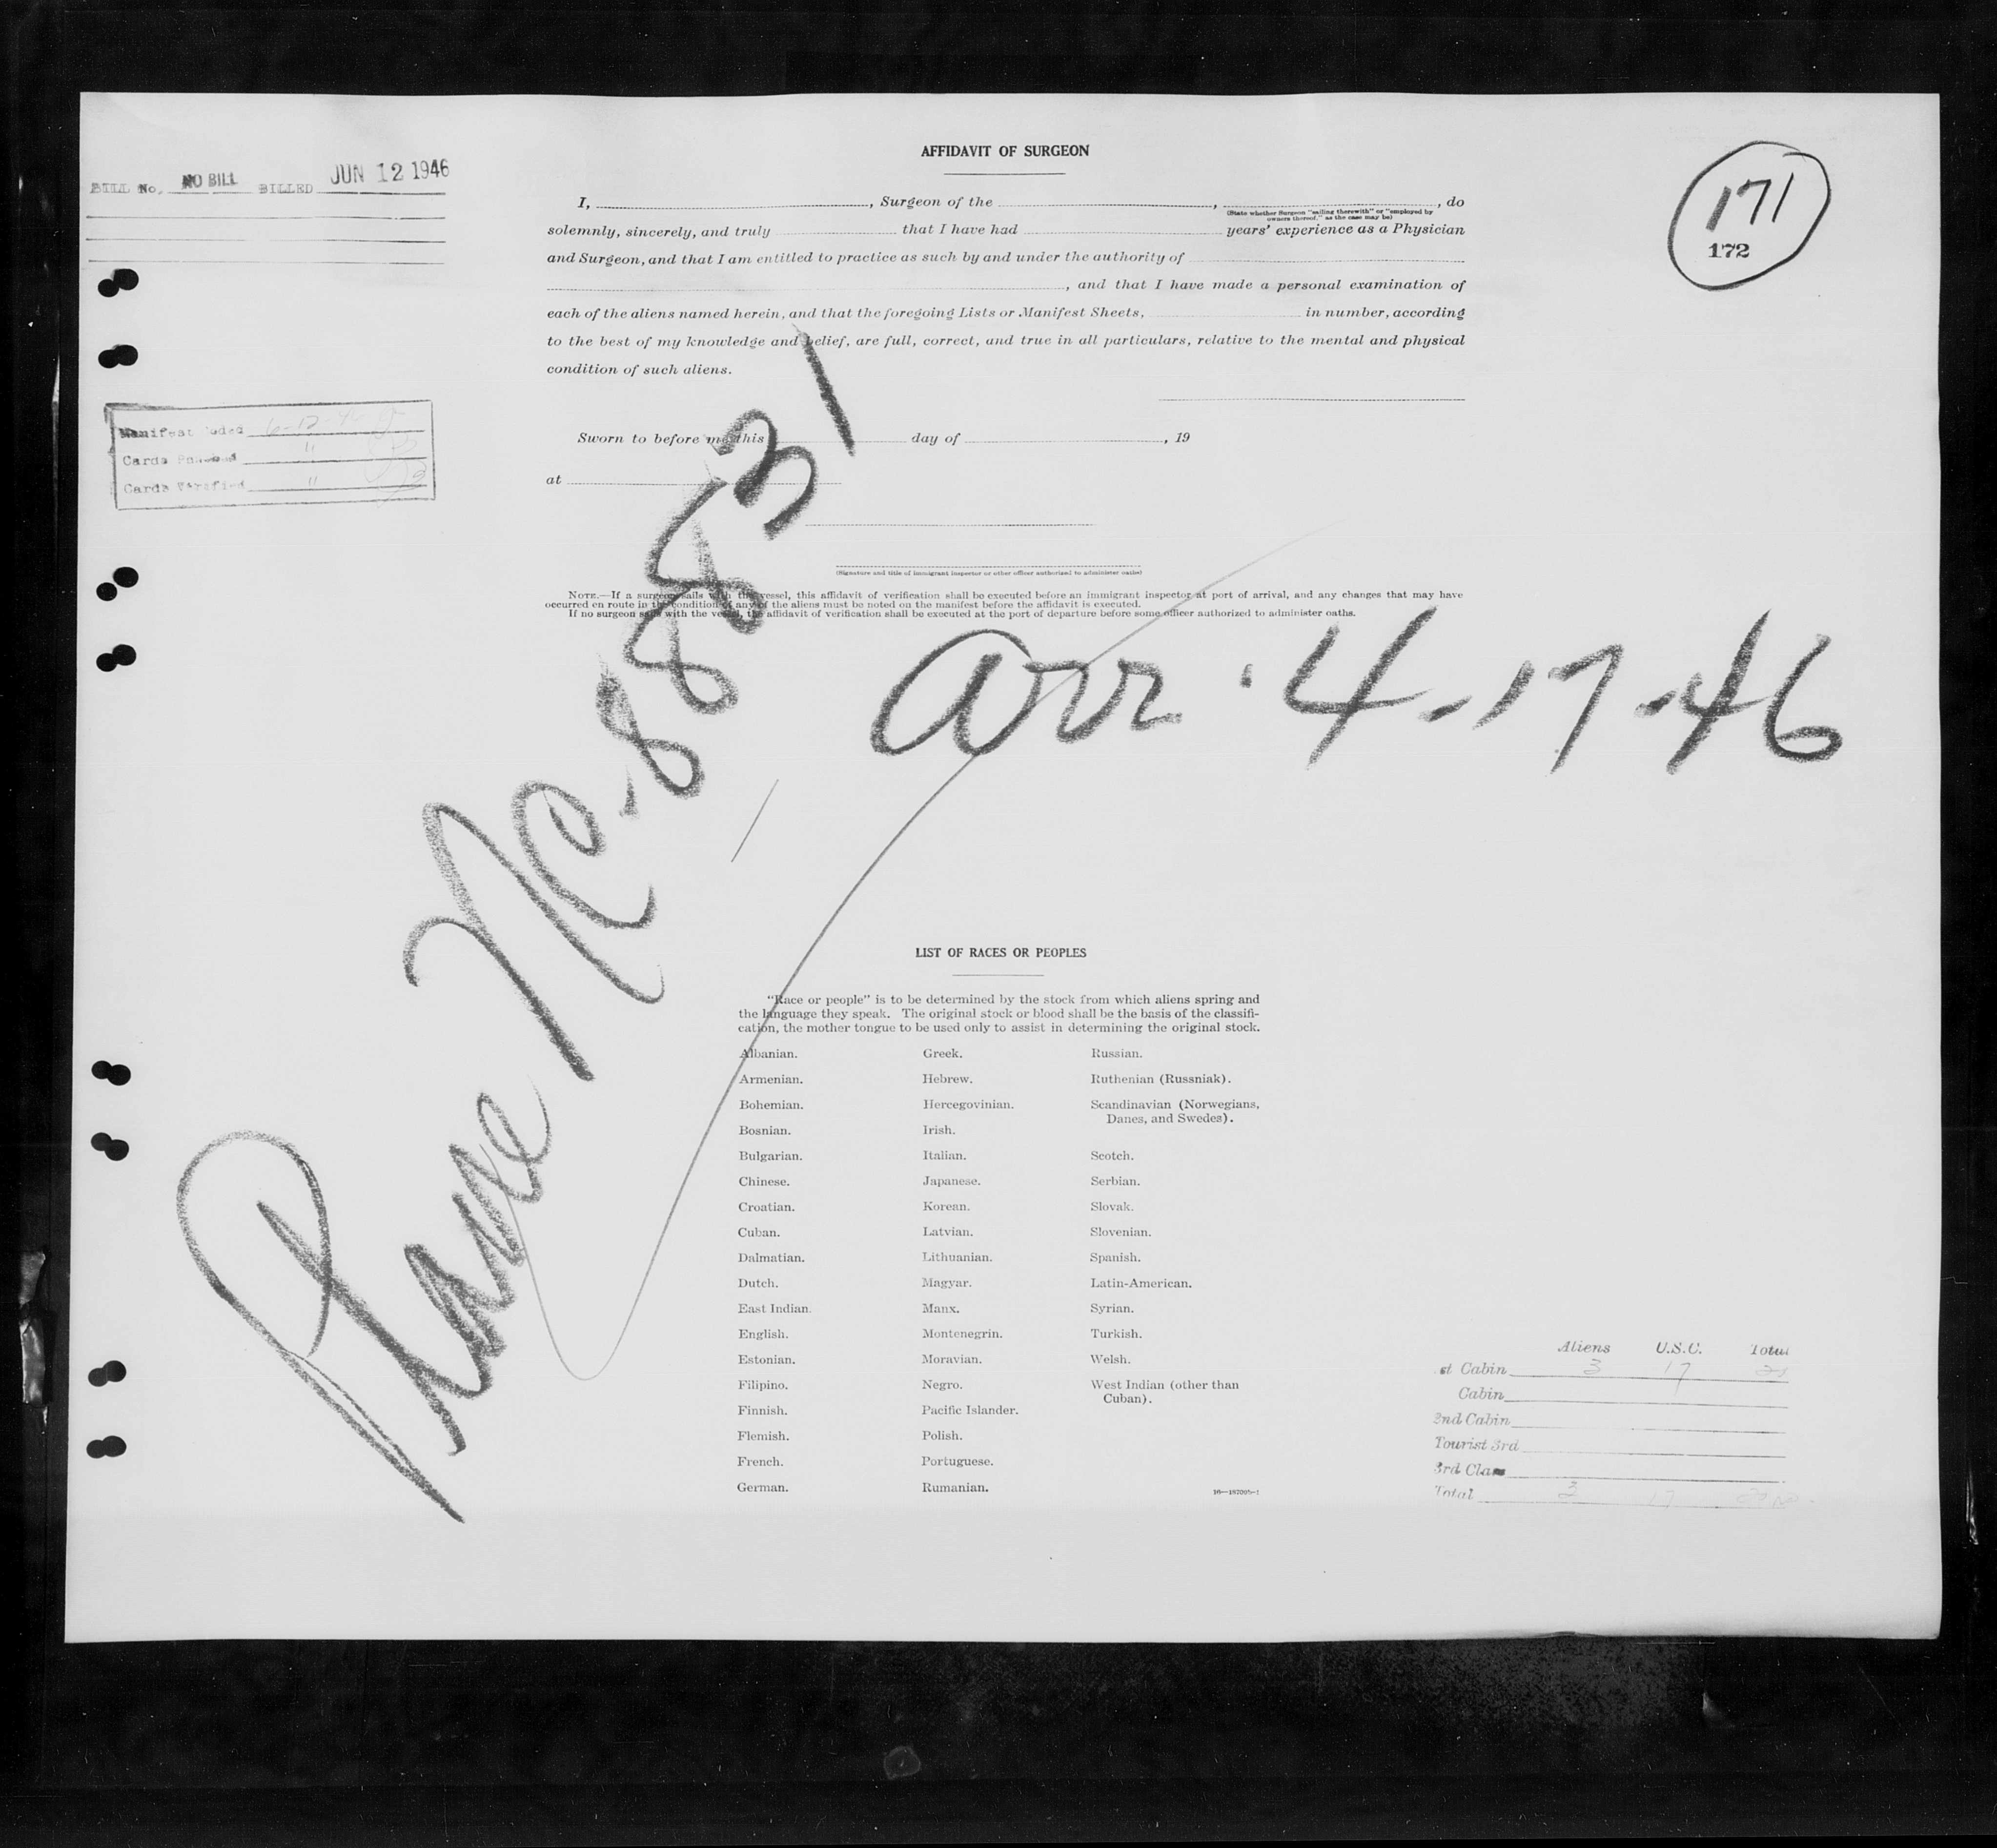 BILL No. NO BILL BILLED JUN 12 1946
171
172
AFFIDAVIT OF SURGEON
I, , Surgeon of the , , do
(State whether Surgeon "sailing therewith" or "employed by
owners thereof," as the case may be)
solemnly, sincerely, and truly that I have had years' experience as a Physician
and Surgeon, and that I am entitled to practice as such by and under the authority of
, and that I have made a personal examination of
each of the aliens named herein, and that the foregoing Lists or Manifest Sheets, in number, according
to the best of my knowledge and belief, are full, correct, and true in all particulars, relative to the mental and physical
condition of such aliens.
Manifest 6-12-46
Cards "
Cards Verified "
Sworn to before me this day of , 19
at
(Signature and title of immigrant inspector or other officer authorized to administer oaths)
NOTE.—If a surgeon sails with the vessel, this affidavit of verification shall be executed before an immigrant inspector at port of arrival, and any changes that may have
occurred en route in the condition of any of the aliens must be noted on the manifest before the affidavit is executed.
If no surgeon sails with the vessel, the affidavit of verification shall be executed at the port of departure before some officer authorized to administer oaths.
Plane NC-88831
arr. 4-17-46
LIST OF RACES OR PEOPLES
"Race or people" is to be determined by the stock from which aliens spring and
the language they speak. The original stock or blood shall be the basis of the classifi-
cation, the mother tongue to be used only to assist in determining the original stock.
Albanian. Greek. Russian.
Armenian. Hebrew. Ruthenian (Russniak).
Bohemian. Hercegovinian. Scandinavian (Norwegians,
Danes, and Swedes).
Bosnian. Irish.
Bulgarian. Italian. Scotch.
Chinese. Japanese. Serbian.
Croatian. Korean. Slovak.
Cuban. Latvian. Slovenian.
Dalmatian. Lithuanian. Spanish.
Dutch. Magyar. Latin-American.
East Indian. Manx. Syrian.
English. Montenegrin. Turkish.
Estonian. Moravian. Welsh.
Filipino. Negro. West Indian (other than
Cuban).
Finnish. Pacific Islander.
Flemish. Polish.
French. Portuguese.
German. Rumanian.
Aliens U.S.C. Total
st Cabin 3 17
Cabin
2nd Cabin
Tourist 3rd
3rd Class
Total 3 17